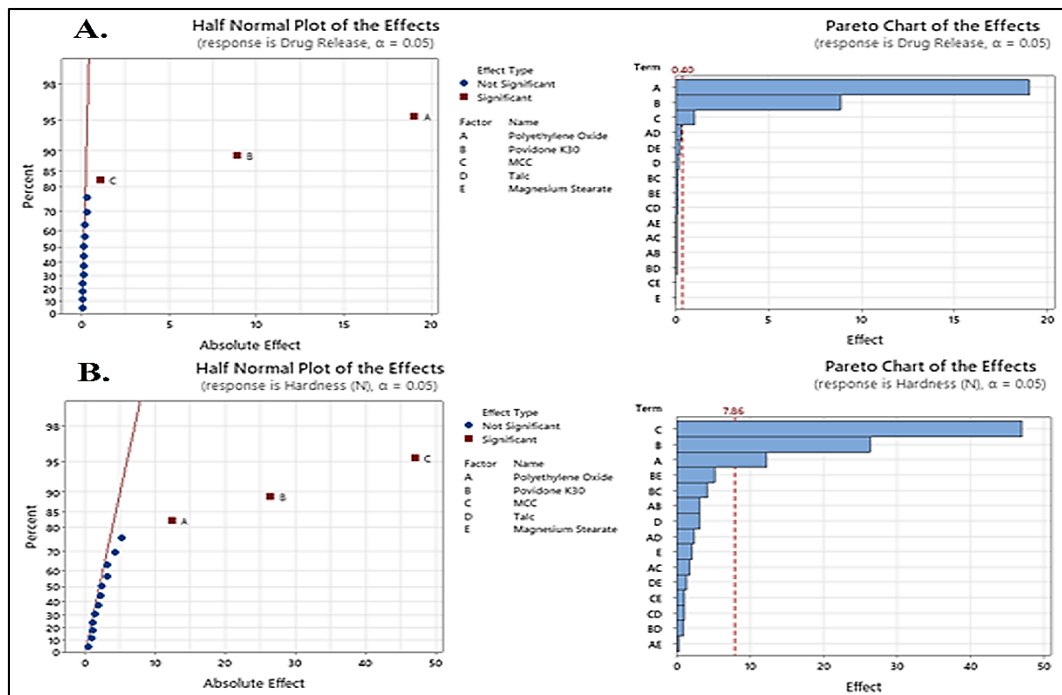 A.
Half Normal Plot of the Effects
(response is Drug Release, α = 0.05)
98
95
90
85
80
70
60
50
40
30
20
10
0
Percent
0 5 10 15 20
Absolute Effect
A
B
C
Effect Type
Not Significant
Significant
Factor Name
A Polyethylene Oxide
B Povidone K30
C MCC
D Talc
E Magnesium Stearate
Pareto Chart of the Effects
(response is Drug Release, α = 0.05)
Term
0.40
A
B
C
AD
DE
D
BC
BE
CD
AE
AC
AB
BD
CE
E
0 5 10 15 20
Effect
B.
Half Normal Plot of the Effects
(response is Hardness (N), α = 0.05)
98
95
90
85
80
70
60
50
40
30
20
10
0
Percent
0 10 20 30 40 50
Absolute Effect
C
B
A
Effect Type
Not Significant
Significant
Factor Name
A Polyethylene Oxide
B Povidone K30
C MCC
D Talc
E Magnesium Stearate
Pareto Chart of the Effects
(response is Hardness (N), α = 0.05)
Term
7.86
C
B
A
BE
BC
AB
D
AD
E
AC
DE
CE
CD
BD
AE
0 10 20 30 40 50
Effect